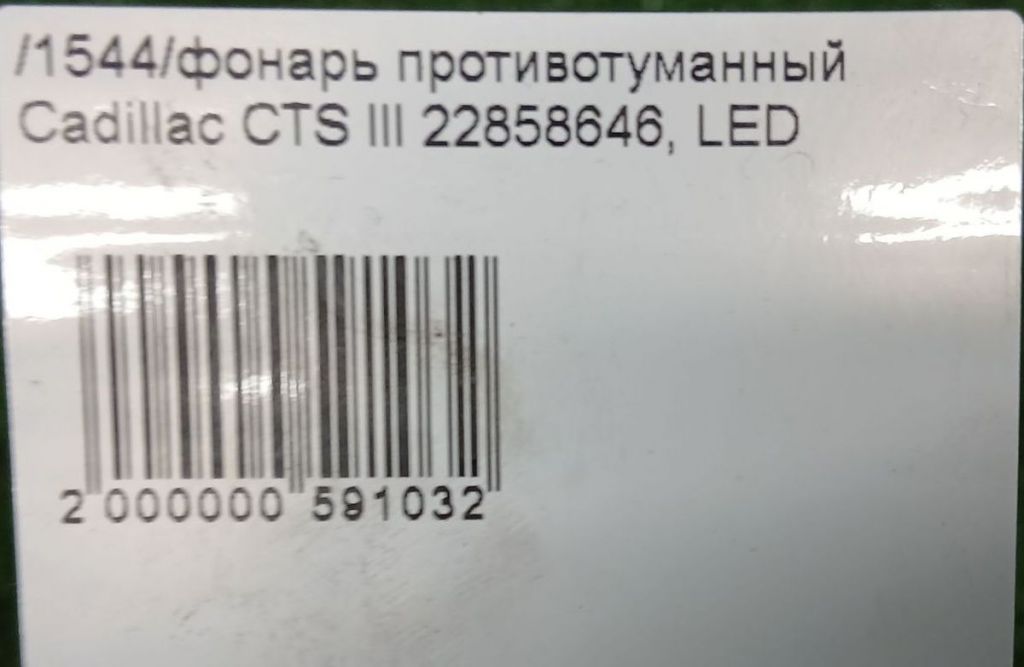 /1544/фонарь противотуманный
Cadillac CTS III 22858646, LED
2 000000 591032